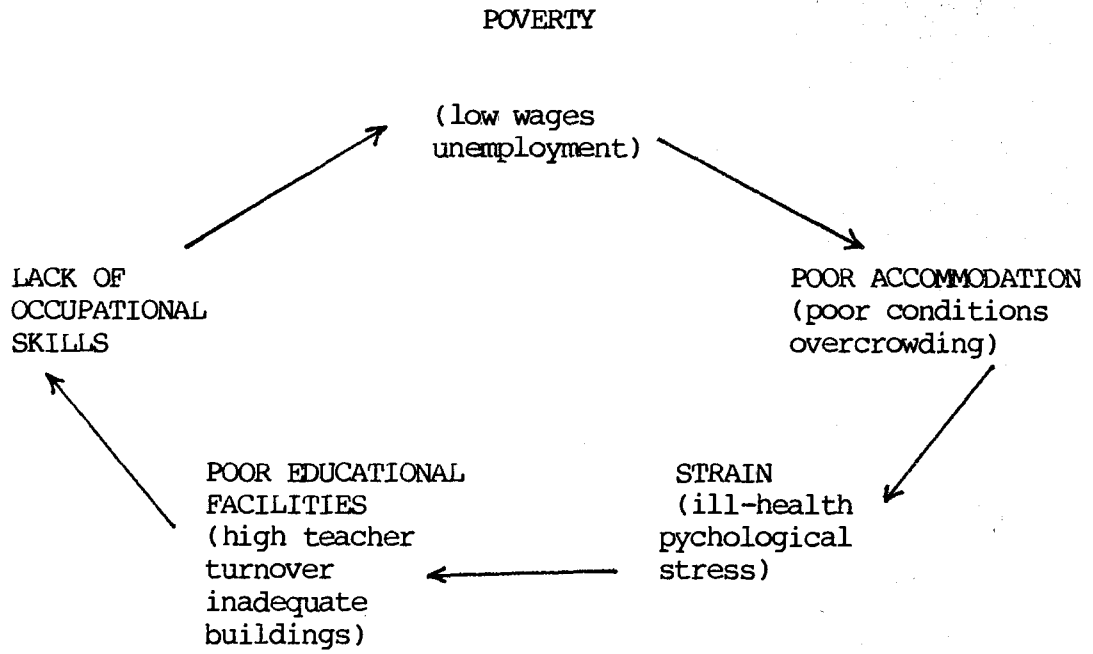 POVERTY
(low wages
unemployment)
POOR ACCOMMODATION
(poor conditions
overcrowding)
STRAIN
(ill-health
pychological
stress)
POOR EDUCATIONAL
FACILITIES
(high teacher
turnover
inadequate
buildings)
LACK OF
OCCUPATIONAL
SKILLS